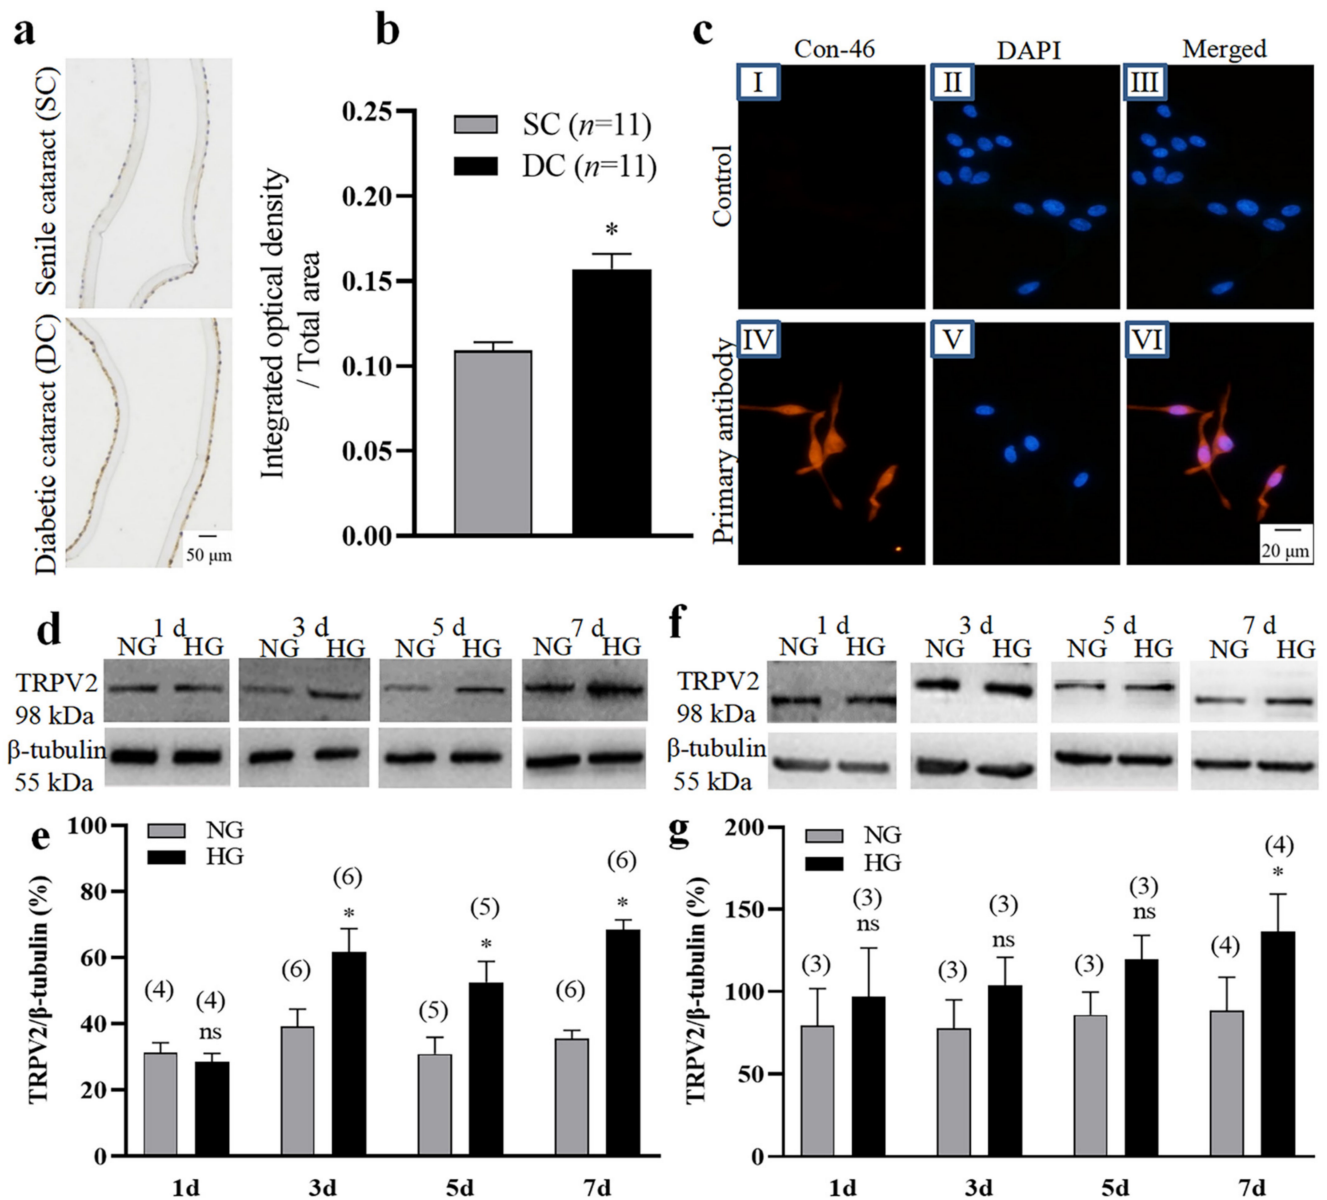 a
Senile cataract (SC)
Diabetic cataract (DC)
50 μm
b
Integrated optical density
/ Total area
0.25
0.20
0.15
0.10
0.05
0.00
SC (n=11)
DC (n=11)
*
c
Con-46 DAPI Merged
Control
Primary antibody
I II III
IV V VI
20 μm
d
1 d 3 d 5 d 7 d
NG HG NG HG NG HG NG HG
TRPV2
98 kDa
β-tubulin
55 kDa
e
TRPV2/β-tubulin (%)
100
80
60
40
20
0
NG
HG
(4) (4) (6) (6) (5) (5) (6) (6)
ns * * *
1d 3d 5d 7d
f
1 d 3 d 5 d 7 d
NG HG NG HG NG HG NG HG
TRPV2
98 kDa
β-tubulin
55 kDa
g
TRPV2/β-tubulin (%)
200
150
100
50
0
NG
HG
(3) (3) (3) (3) (3) (3) (4) (4)
ns ns ns *
1d 3d 5d 7d